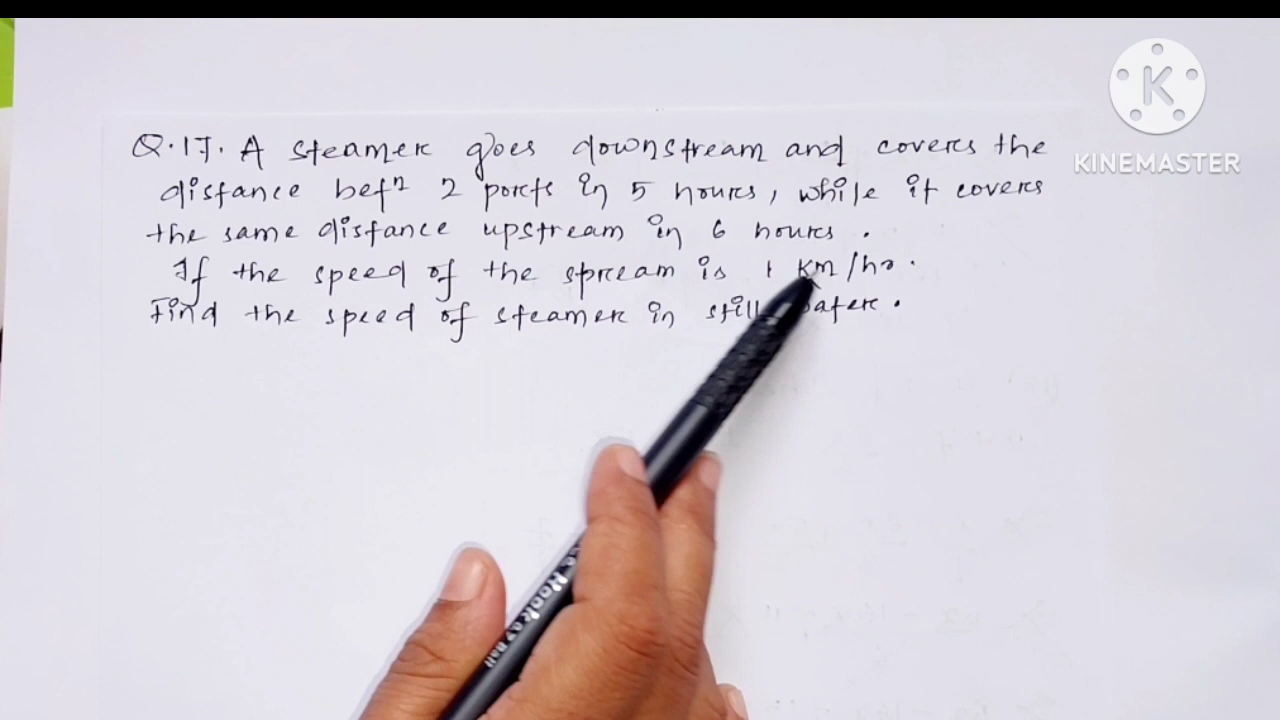 Q.17. A steamer goes downstream and covers the
distance betn 2 ports in 5 hours, while it covers
the same distance upstream in 6 hours.
If the speed of the stream is 1 Km/hr.
Find the speed of steamer in still water.
K
KINEMASTER